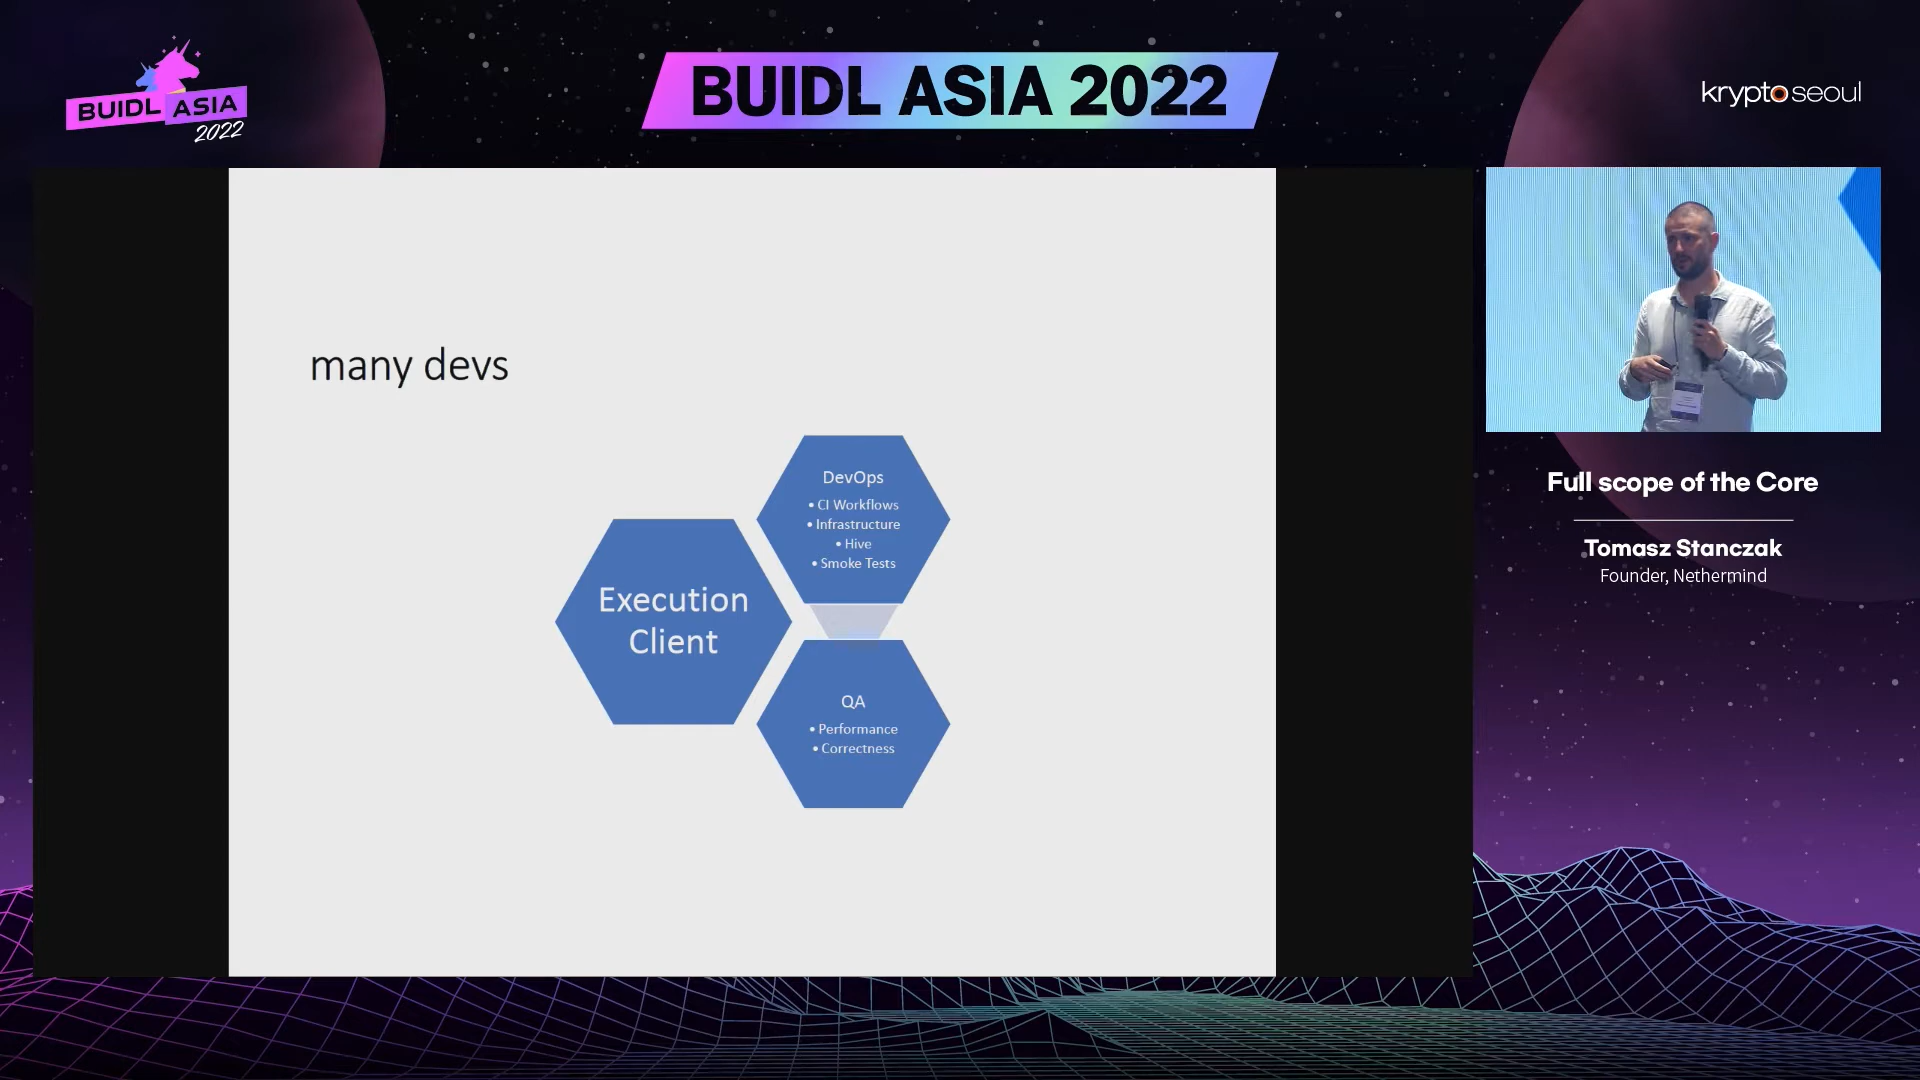 BUIDL ASIA
2022
BUIDL ASIA 2022
kryptoseoul
many devs
DevOps
• CI Workflows
• Infrastructure
• Hive
• Smoke Tests
Execution
Client
QA
• Performance
• Correctness
Full scope of the Core
Tomasz Stanczak
Founder, Nethermind